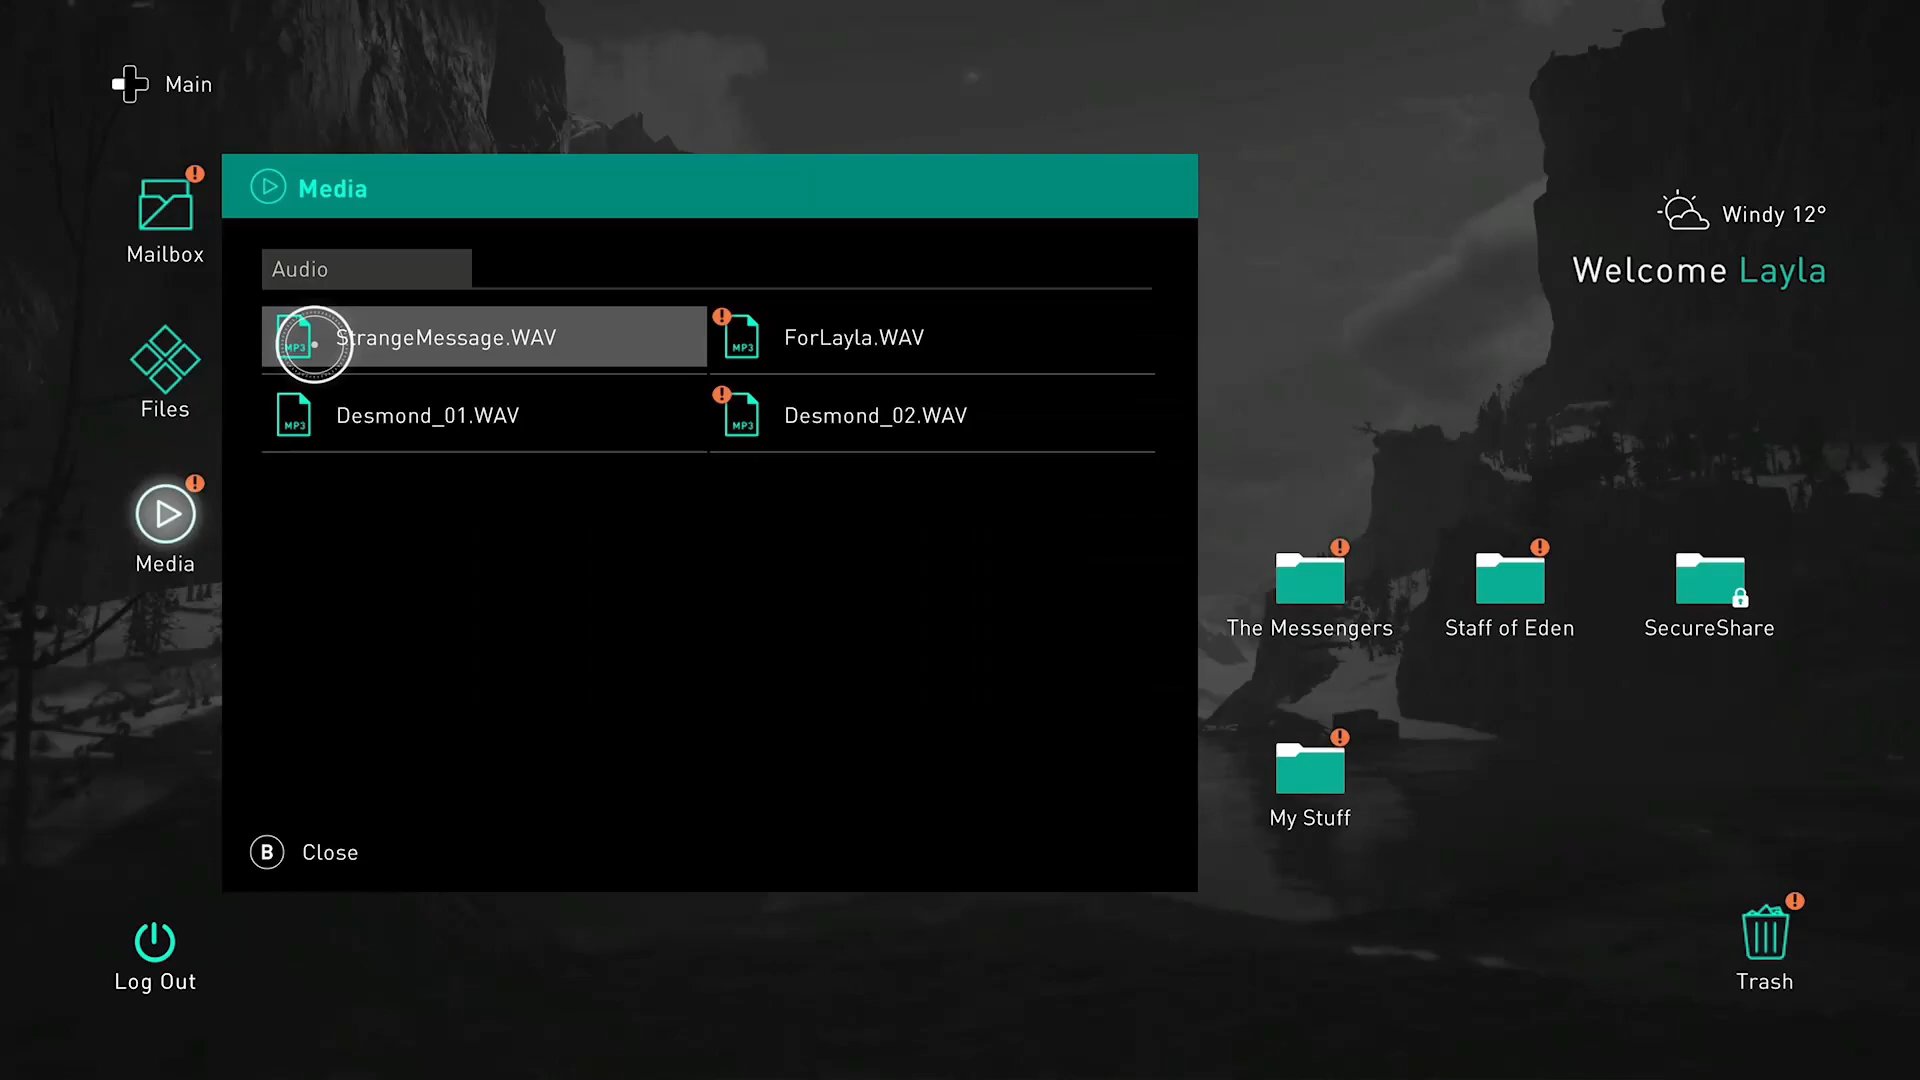 Main
Mailbox
Files
Media
Log Out
Media
Audio
MP3 StrangeMessage.WAV
MP3 ForLayla.WAV
MP3 Desmond_01.WAV
MP3 Desmond_02.WAV
B Close
Windy 12°
Welcome Layla
The Messengers
Staff of Eden
SecureShare
My Stuff
Trash